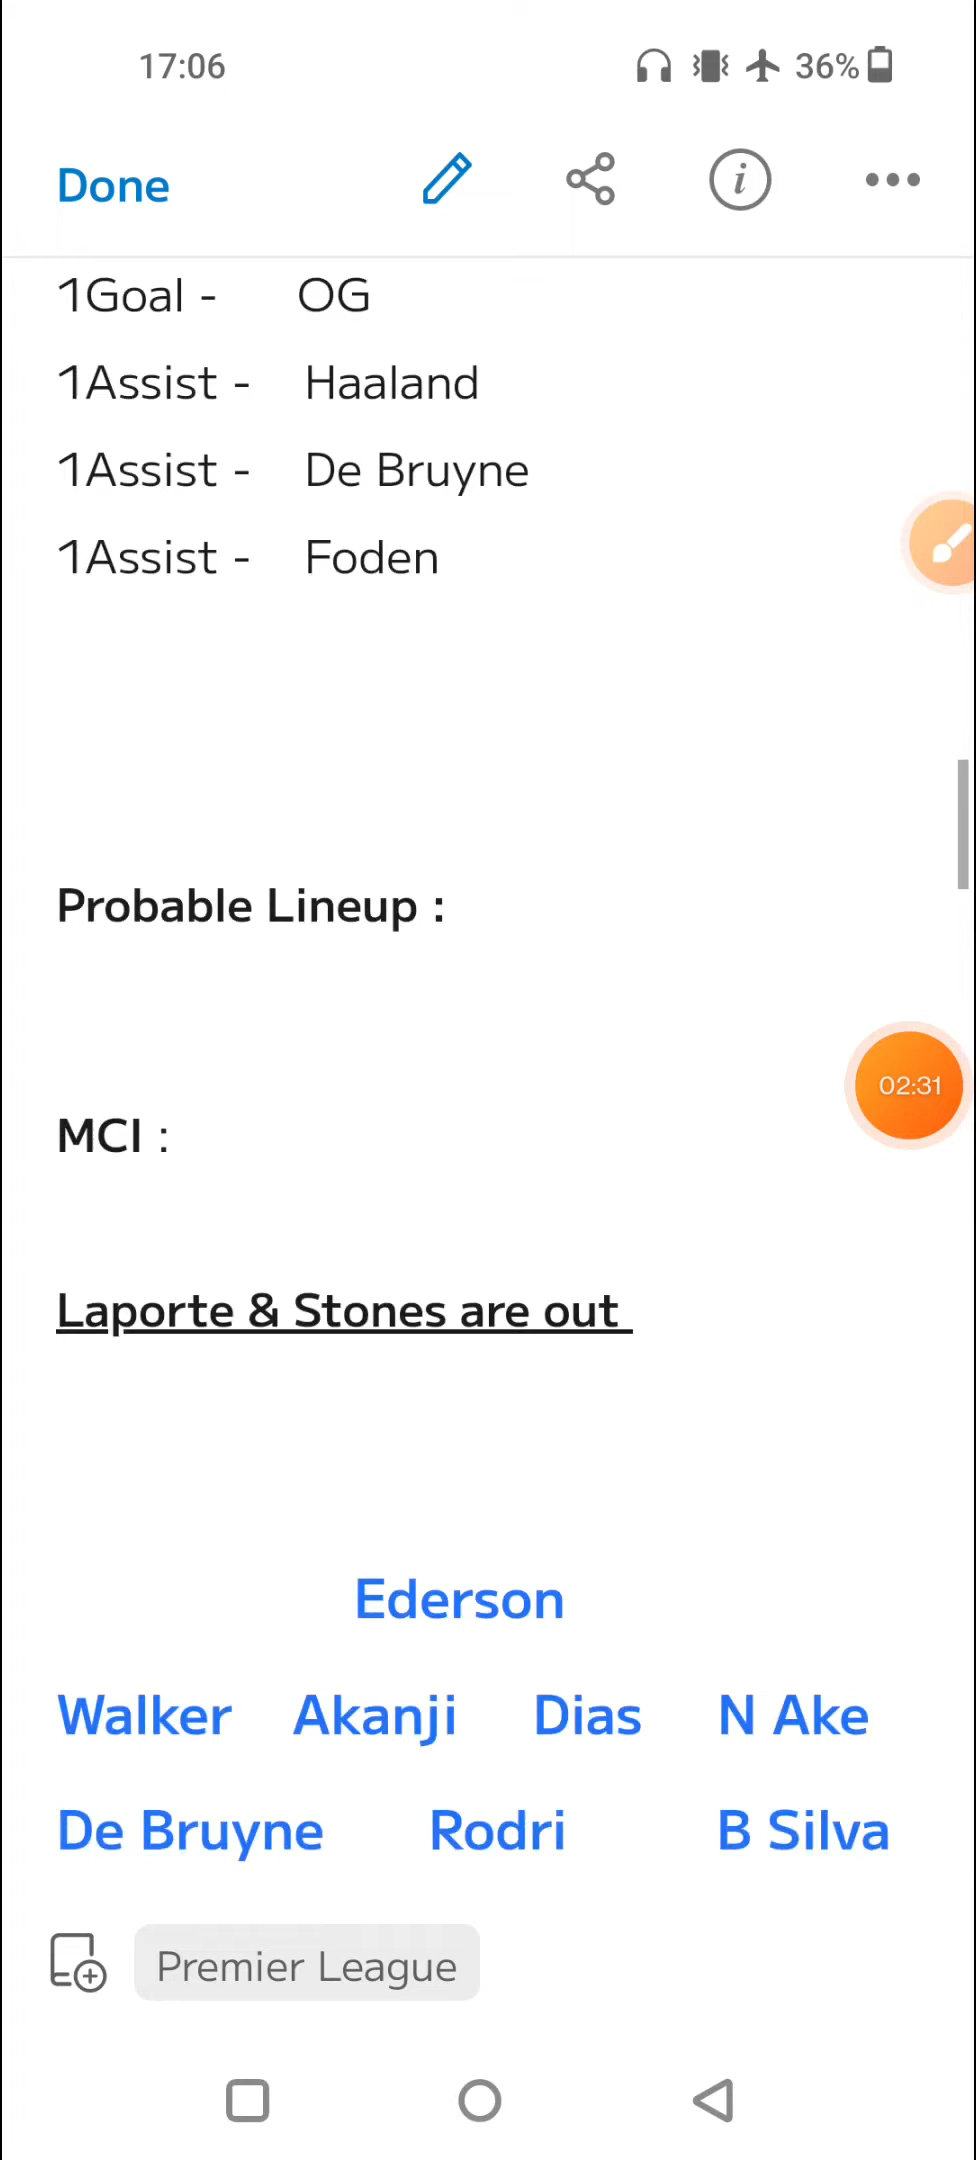 17:06 36%
Done
1Goal - OG
1Assist - Haaland
1Assist - De Bruyne
1Assist - Foden
Probable Lineup :
02:31
MCI :
Laporte & Stones are out
Ederson
Walker Akanji Dias N Ake
De Bruyne Rodri B Silva
Premier League